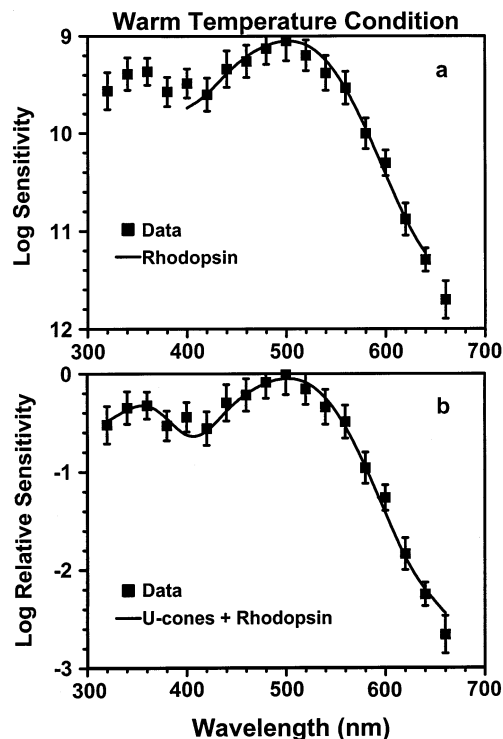 Warm Temperature Condition
a
9
10
11
12
Log Sensitivity
Data
Rhodopsin
300 400 500 600 700
b
0
-1
-2
-3
Log Relative Sensitivity
Data
U-cones + Rhodopsin
300 400 500 600 700
Wavelength (nm)